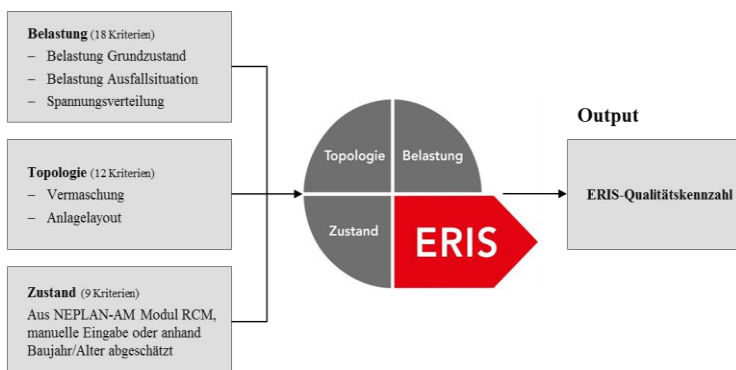 Belastung (18 Kriterien)
– Belastung Grundzustand
– Belastung Ausfallsituation
– Spannungsverteilung
Topologie (12 Kriterien)
– Vermaschung
– Anlagelayout
Zustand (9 Kriterien)
Aus NEPLAN-AM Modul RCM,
manuelle Eingabe oder anhand
Baujahr/Alter abgeschätzt
Topologie
Belastung
Zustand
ERIS
Output
ERIS-Qualitätskennzahl